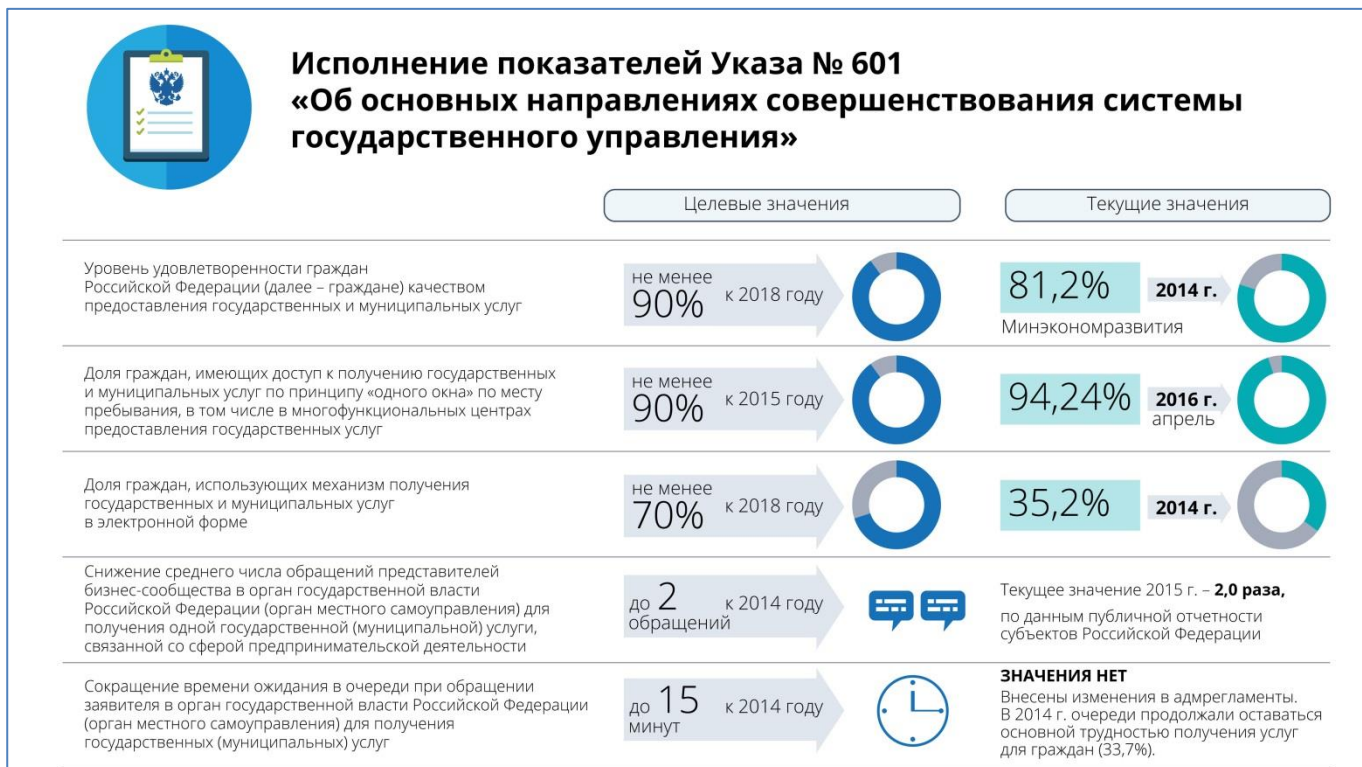 Исполнение показателей Указа № 601
«Об основных направлениях совершенствования системы
государственного управления»
Целевые значения
Текущие значения
Уровень удовлетворенности граждан
Российской Федерации (далее – граждане) качеством
предоставления государственных и муниципальных услуг
не менее
90% к 2018 году
81,2% 2014 г.
Минэкономразвития
Доля граждан, имеющих доступ к получению государственных
и муниципальных услуг по принципу «одного окна» по месту
пребывания, в том числе в многофункциональных центрах
предоставления государственных услуг
не менее
90% к 2015 году
94,24% 2016 г.
апрель
Доля граждан, использующих механизм получения
государственных и муниципальных услуг
в электронной форме
не менее
70% к 2018 году
35,2% 2014 г.
Снижение среднего числа обращений представителей
бизнес-сообщества в орган государственной власти
Российской Федерации (орган местного самоуправления) для
получения одной государственной (муниципальной) услуги,
связанной со сферой предпринимательской деятельности
до 2 к 2014 году
обращений
Текущее значение 2015 г. – 2,0 раза,
по данным публичной отчетности
субъектов Российской Федерации
Сокращение времени ожидания в очереди при обращении
заявителя в орган государственной власти Российской Федерации
(орган местного самоуправления) для получения
государственных (муниципальных) услуг
до 15 к 2014 году
минут
ЗНАЧЕНИЯ НЕТ
Внесены изменения в адмрегламенты.
В 2014 г. очереди продолжали оставаться
основной трудностью получения услуг
для граждан (33,7%).